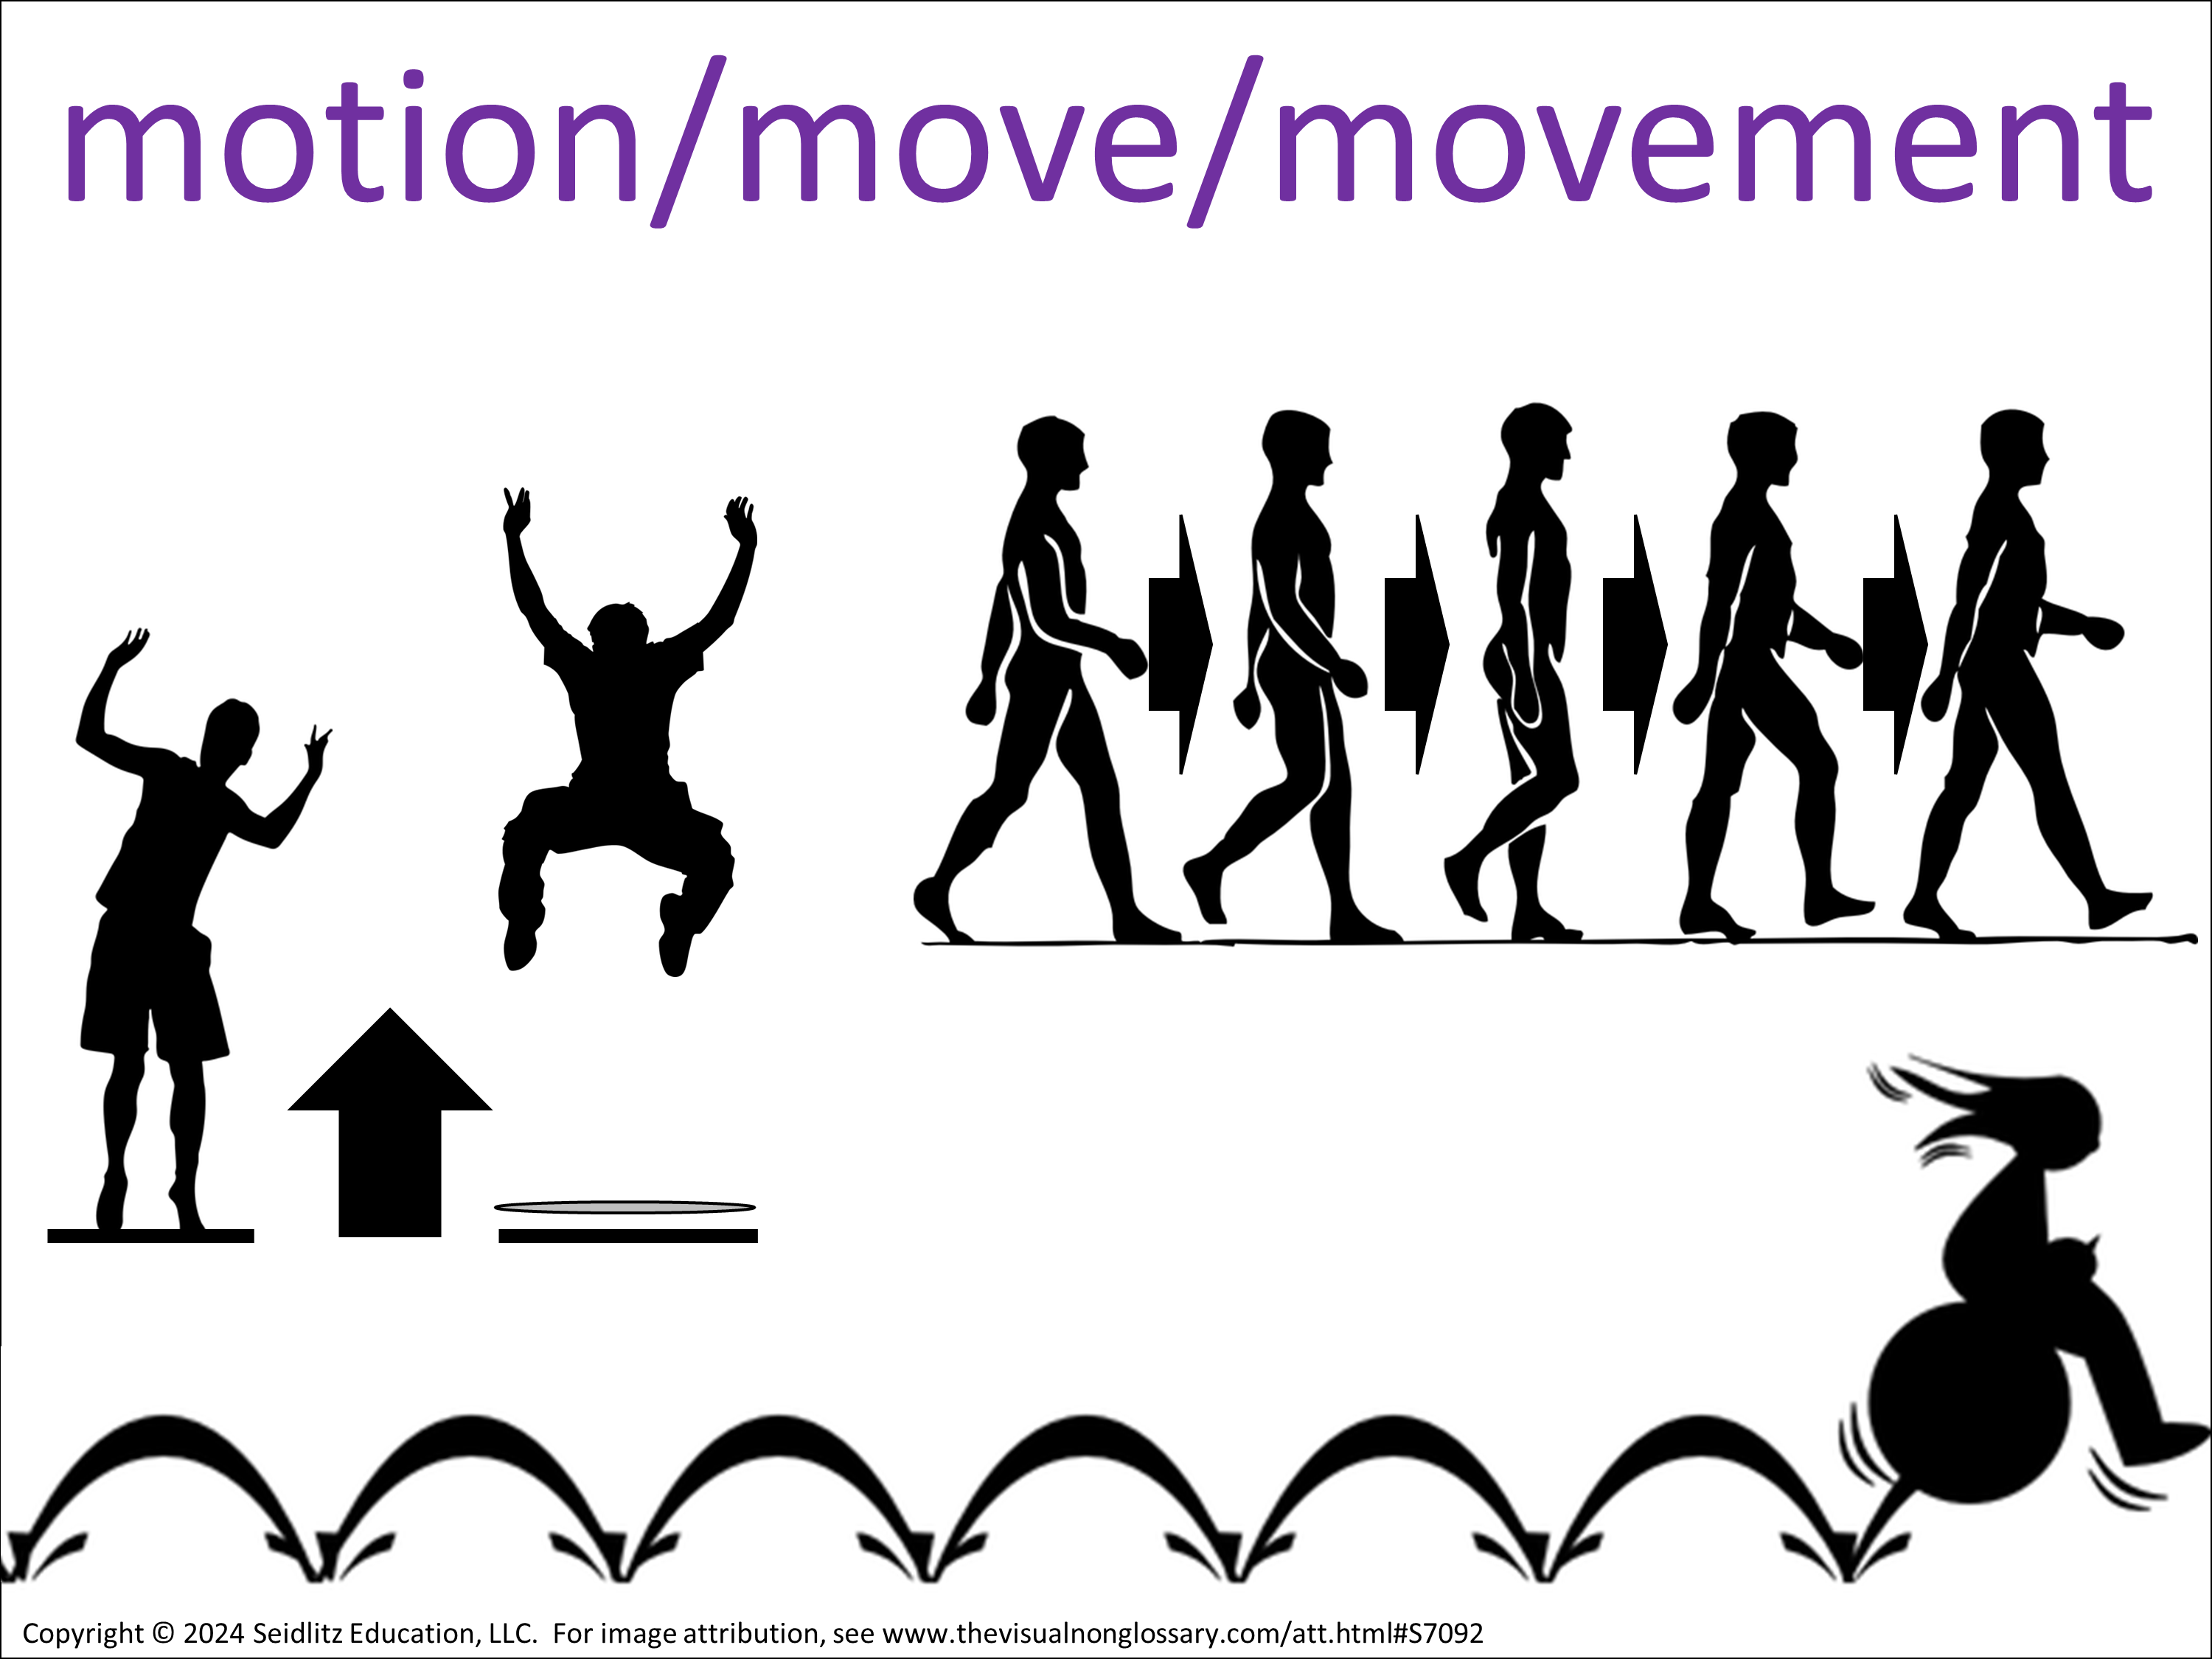 motion/move/movement
Copyright © 2024 Seidlitz Education, LLC.  For image attribution, see www.thevisualnonglossary.com/att.html#S7092